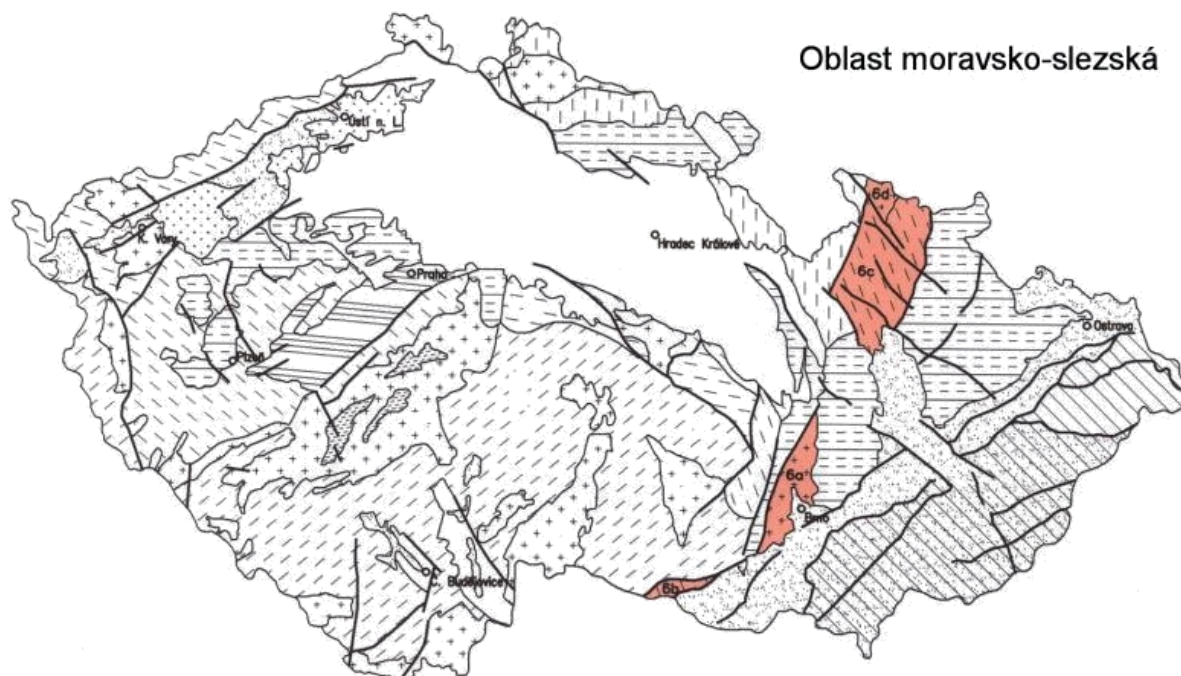 Oblast moravsko-slezská
Ústí n. L.
6d
K. Vary
Hradec Králové
Praha
6c
Ostrava
Plzeň
6a
Brno
Č. Budějovice
6b